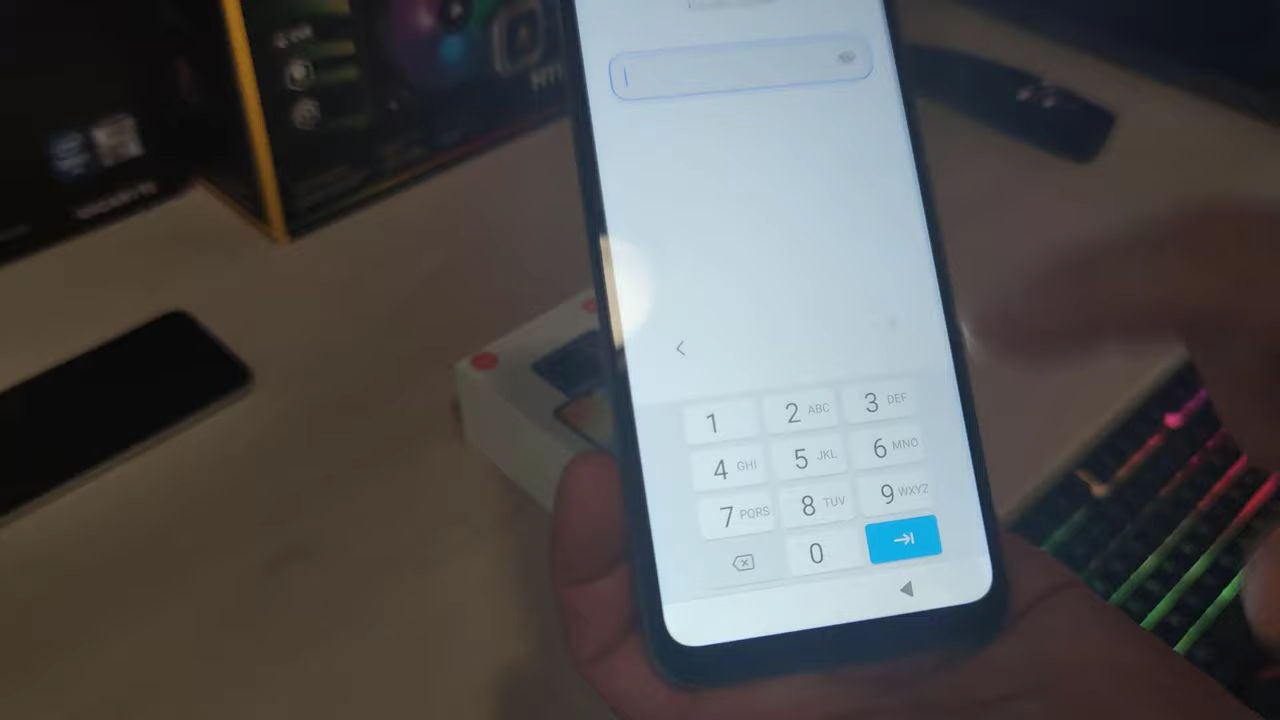 1
2 ABC
3 DEF
4 GHI
5 JKL
6 MNO
7 PQRS
8 TUV
9 WXYZ
0